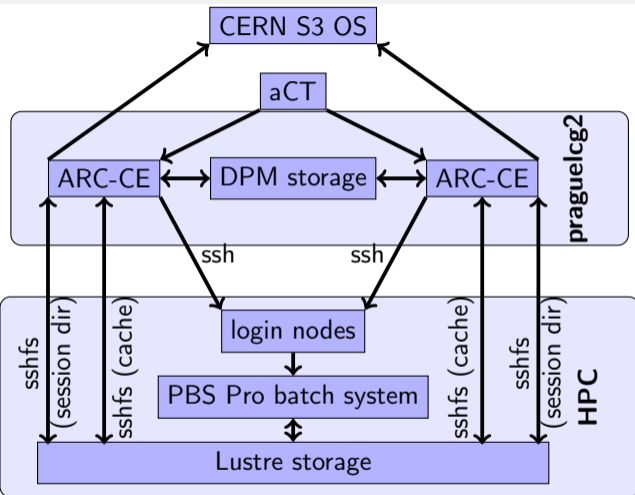 CERN S3 OS
aCT
ARC-CE
DPM storage
ARC-CE
praguelcg2
ssh
ssh
login nodes
PBS Pro batch system
Lustre storage
sshfs
(session dir)
sshfs (cache)
sshfs (cache)
sshfs
(session dir)
HPC